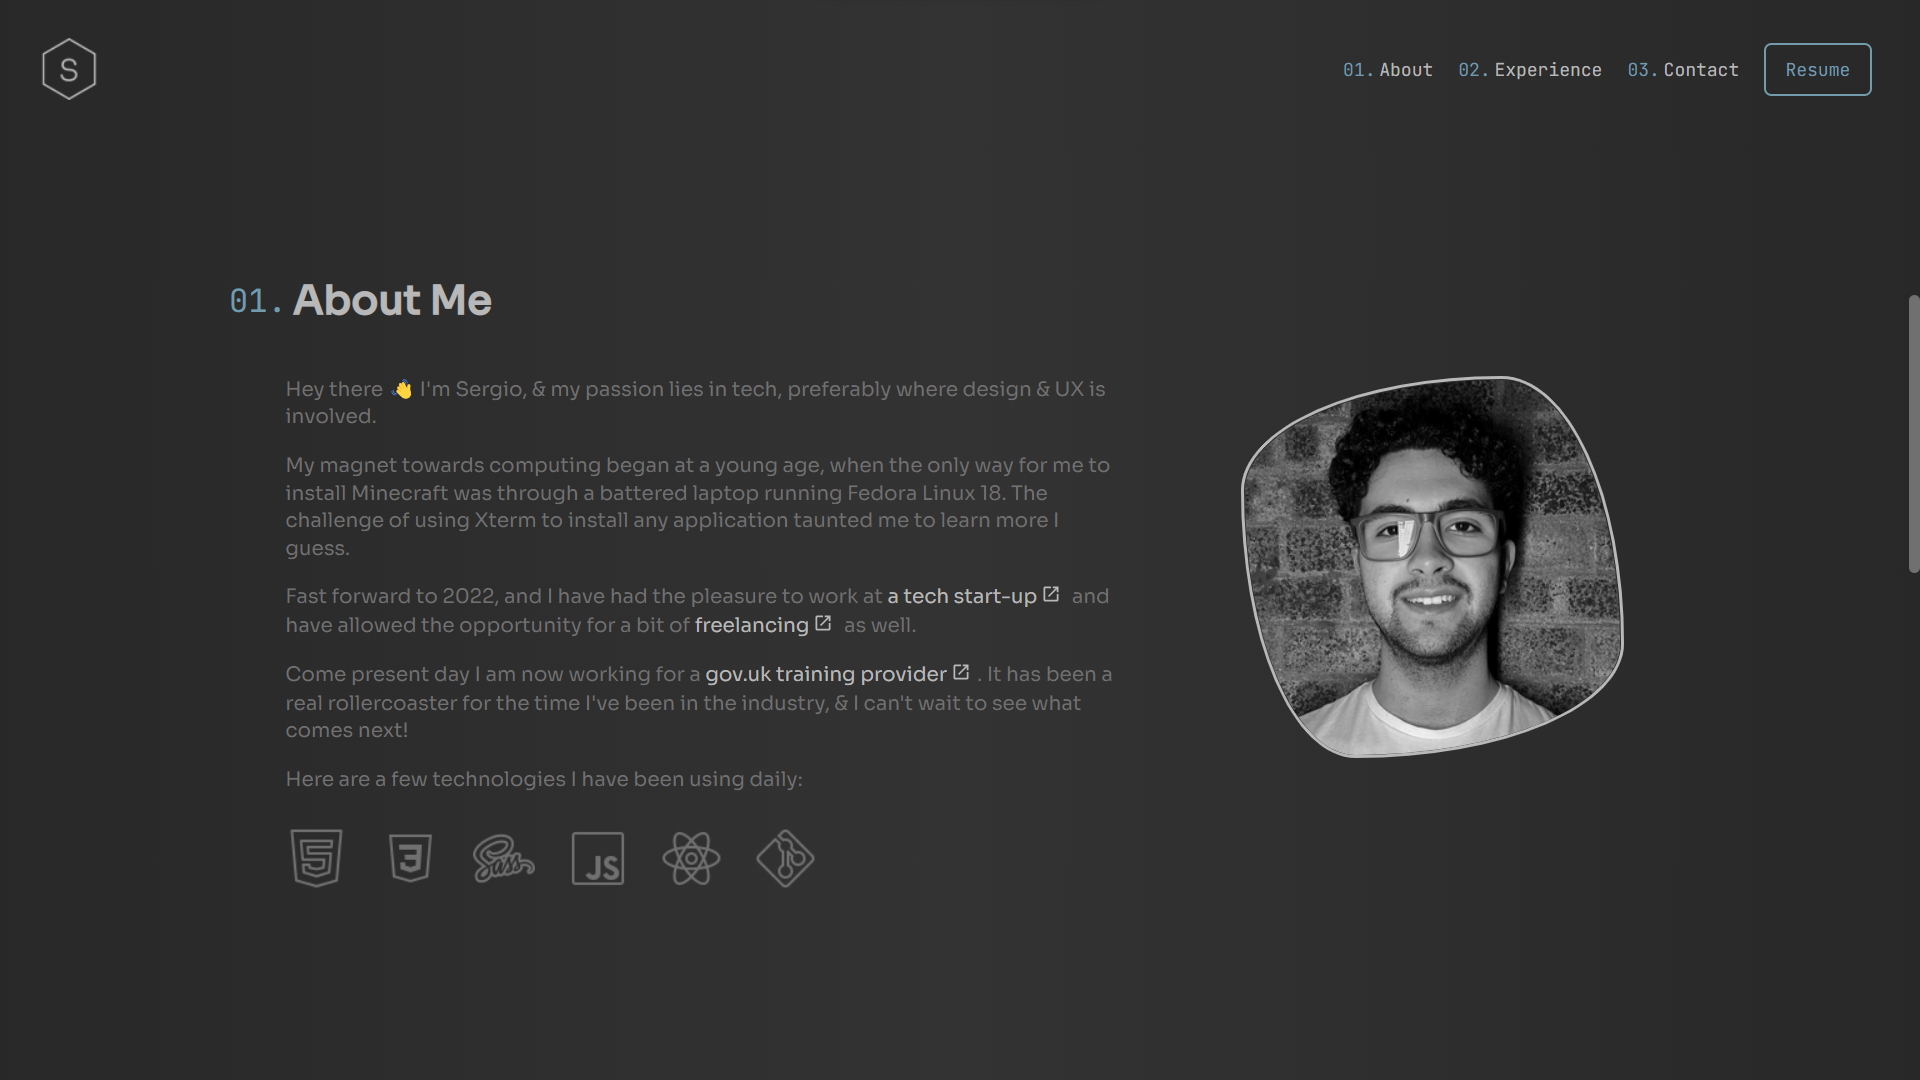 S
01. About 02. Experience 03. Contact Resume
01. About Me
Hey there 👋 I'm Sergio, & my passion lies in tech, preferably where design & UX is
involved.
My magnet towards computing began at a young age, when the only way for me to
install Minecraft was through a battered laptop running Fedora Linux 18. The
challenge of using Xterm to install any application taunted me to learn more I
guess.
Fast forward to 2022, and I have had the pleasure to work at a tech start-up and
have allowed the opportunity for a bit of freelancing as well.
Come present day I am now working for a gov.uk training provider . It has been a
real rollercoaster for the time I've been in the industry, & I can't wait to see what
comes next!
Here are a few technologies I have been using daily:
5 3 Sass JS